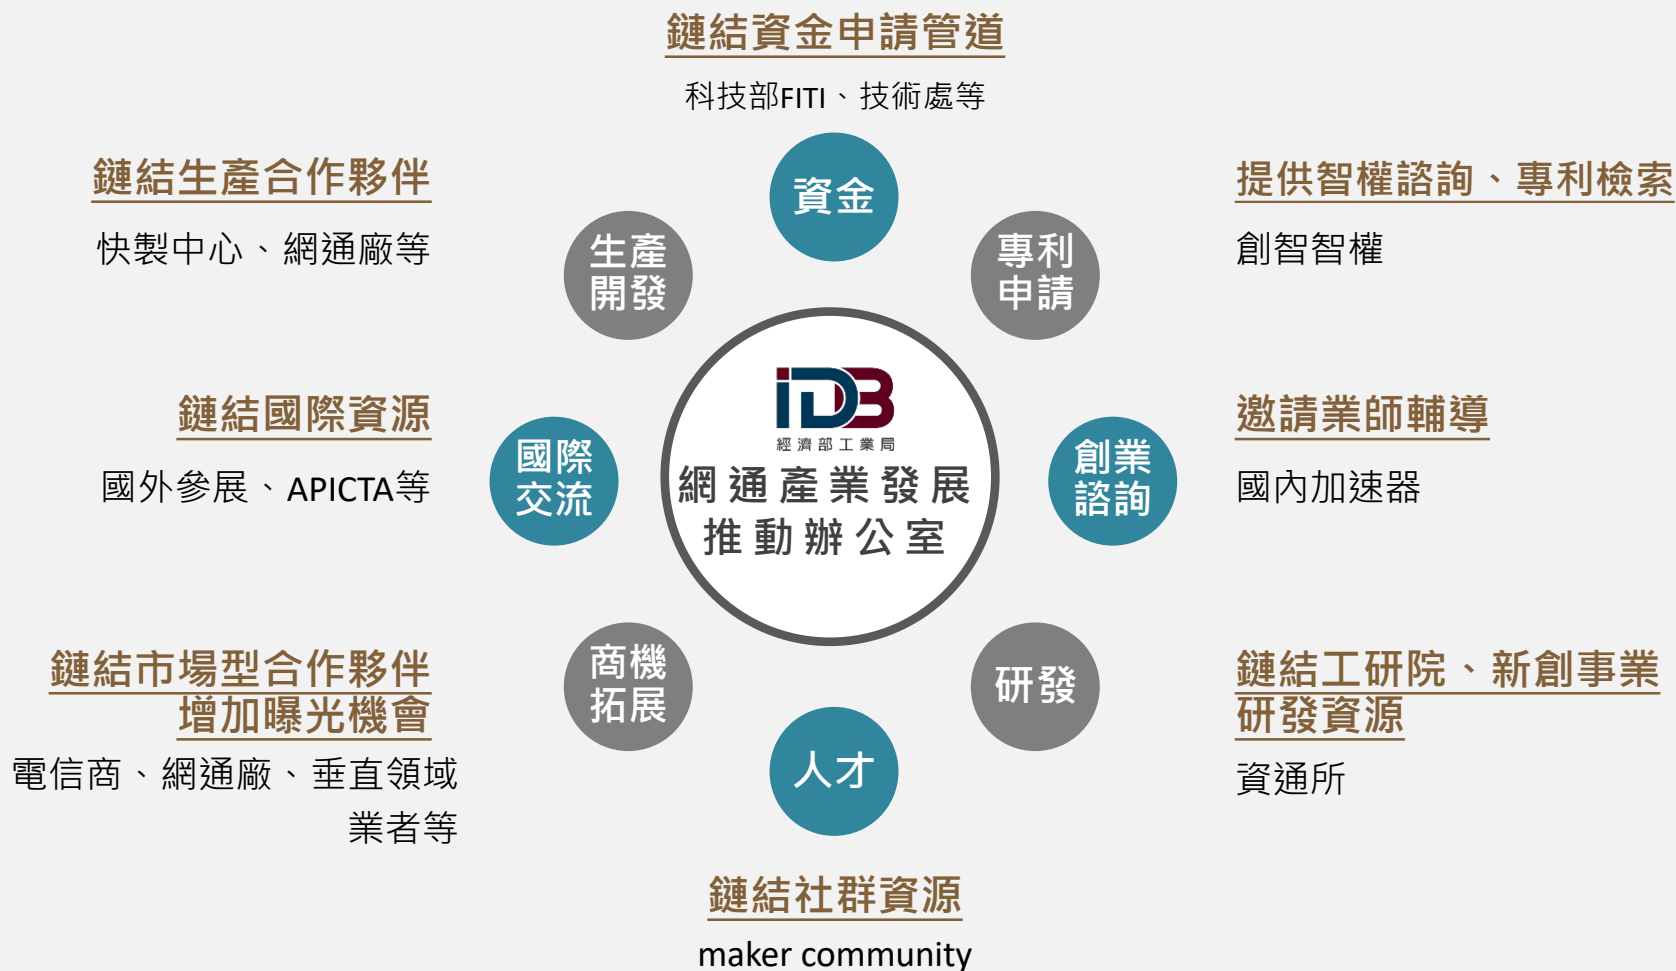 鏈結資金申請管道
科技部FITI、技術處等
資金
鏈結生產合作夥伴
快製中心、網通廠等
生產
開發
專利
申請
提供智權諮詢、專利檢索
創智智權
鏈結國際資源
國外參展、APICTA等
國際
交流
iDB
經濟部工業局
網通產業發展
推動辦公室
創業
諮詢
邀請業師輔導
國內加速器
鏈結市場型合作夥伴
增加曝光機會
電信商、網通廠、垂直領域
業者等
商機
拓展
人才
研發
鏈結工研院、新創事業
研發資源
資通所
鏈結社群資源
maker community